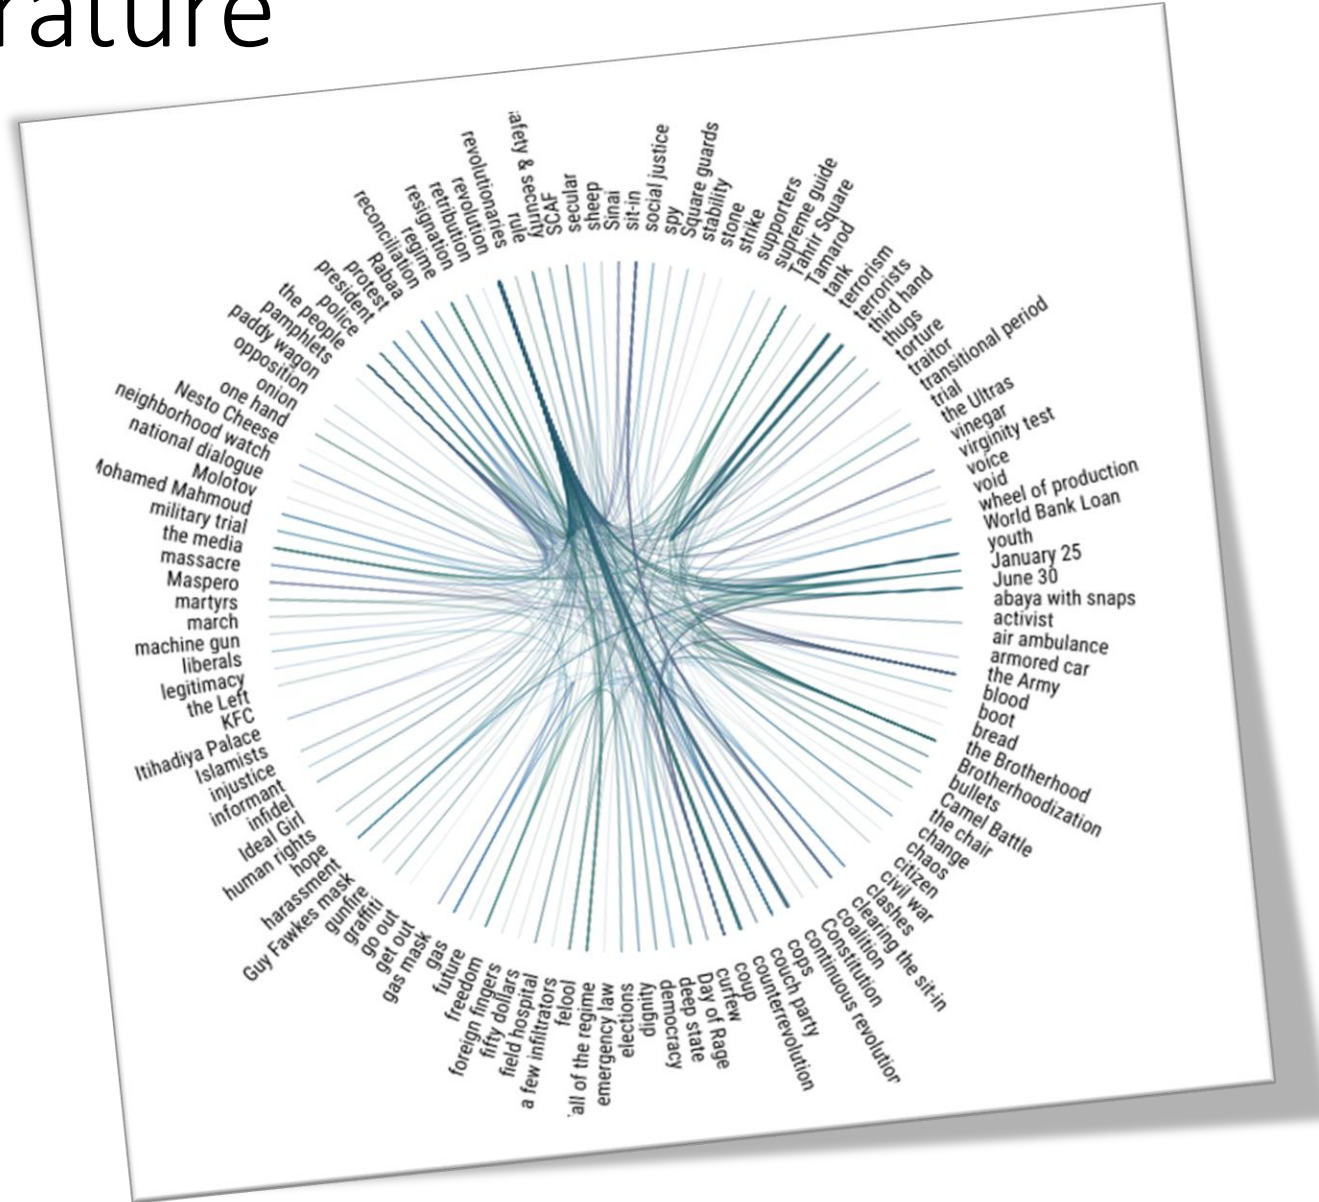 rature
January 25
June 30
abaya with snaps
activist
air ambulance
armored car
the Army
blood
boot
bread
the Brotherhood
Brotherhoodization
bullets
Camel Battle
the chair
change
chaos
citizen
civil war
clashes
clearing the sit-in
coalition
Constitution
continuous revolution
cops
couch party
counterrevolution
coup
curfew
Day of Rage
deep state
democracy
dignity
elections
emergency law
all of the regime
felool
a few infiltrators
field hospital
fifty dollars
foreign fingers
freedom
future
gas
gas mask
get out
go out
graffiti
gunfire
Guy Fawkes mask
harassment
hope
human rights
Ideal Girl
infidel
informant
injustice
Islamists
Itihadiya Palace
KFC
the Left
legitimacy
liberals
machine gun
march
martyrs
Maspero
massacre
the media
military trial
Mohamed Mahmoud
Molotov
national dialogue
neighborhood watch
Nesto Cheese
one hand
onion
opposition
paddy wagon
pamphlets
the people
police
president
protest
Rabaa
reconciliation
regime
resignation
retribution
revolution
revolutionaries
rule
afety & security
SCAF
secular
sheep
Sinai
sit-in
social justice
spy
Square guards
stability
stone
strike
supporters
supreme guide
Tahrir Square
Tamarod
tank
terrorism
terrorists
third hand
thugs
torture
traitor
transitional period
trial
the Ultras
vinegar
virginity test
voice
void
wheel of production
World Bank Loan
youth